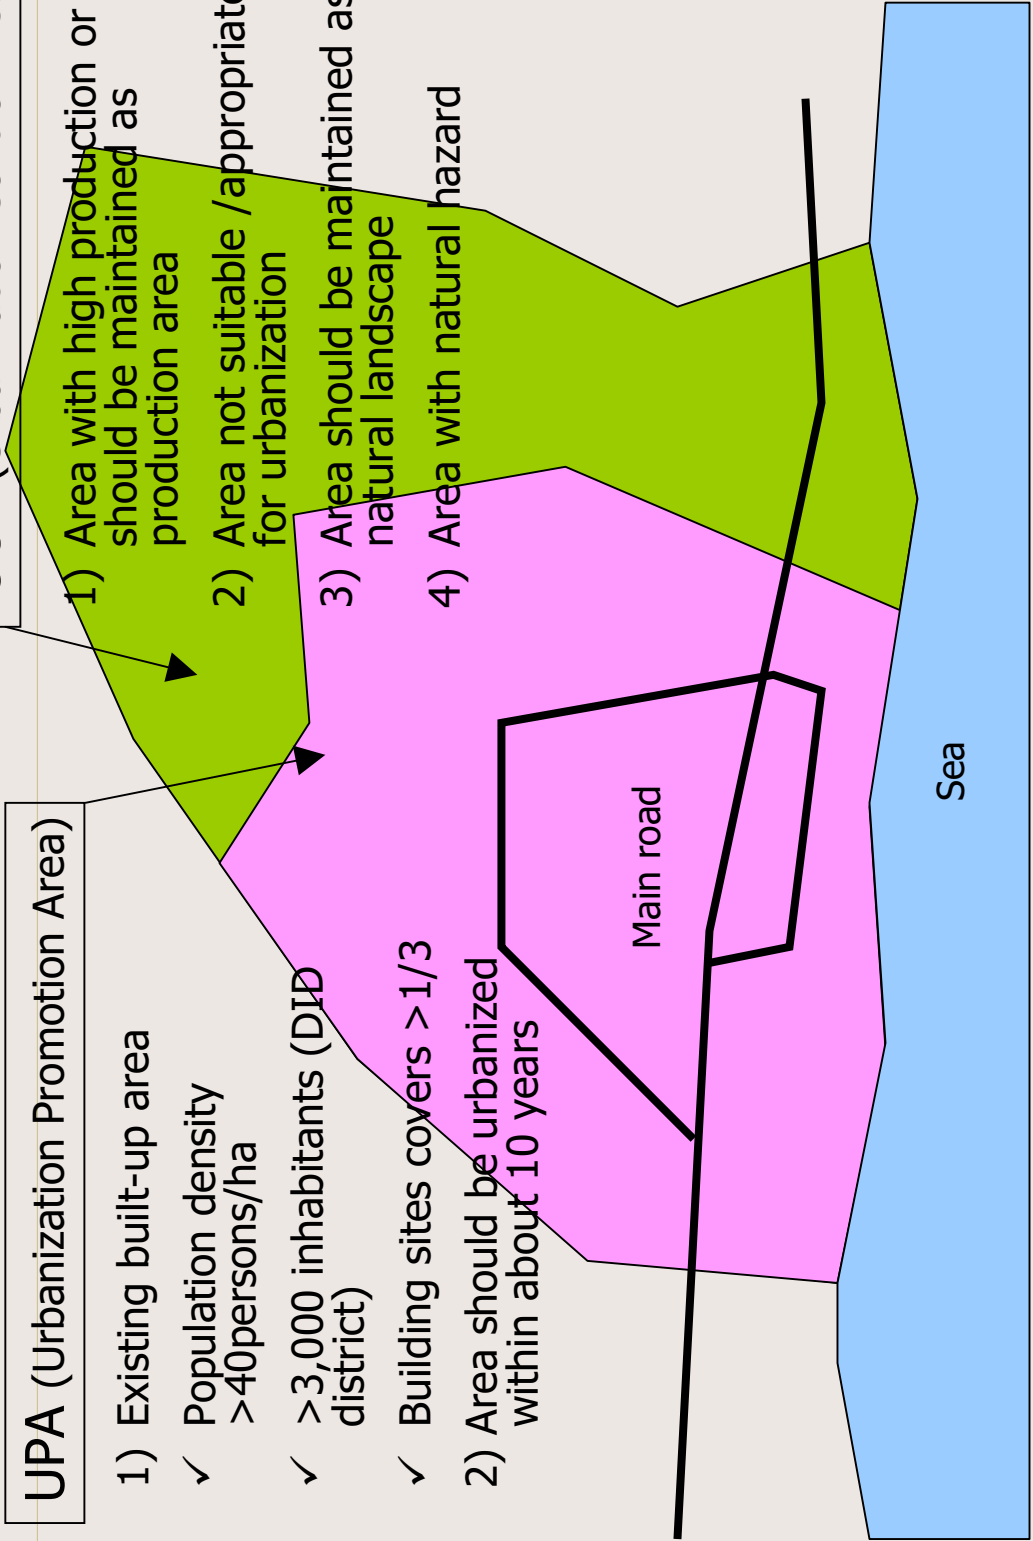 UPA (Urbanization Promotion Area)
1) Existing built-up area
✓ Population density
>40persons/ha
✓ >3,000 inhabitants (DID
district)
✓ Building sites covers >1/3
2) Area should be urbanized
within about 10 years
1) Area with high production or
should be maintained as
production area
2) Area not suitable /appropriate
for urbanization
3) Area should be maintained as
natural landscape
4) Area with natural hazard
Main road
Sea